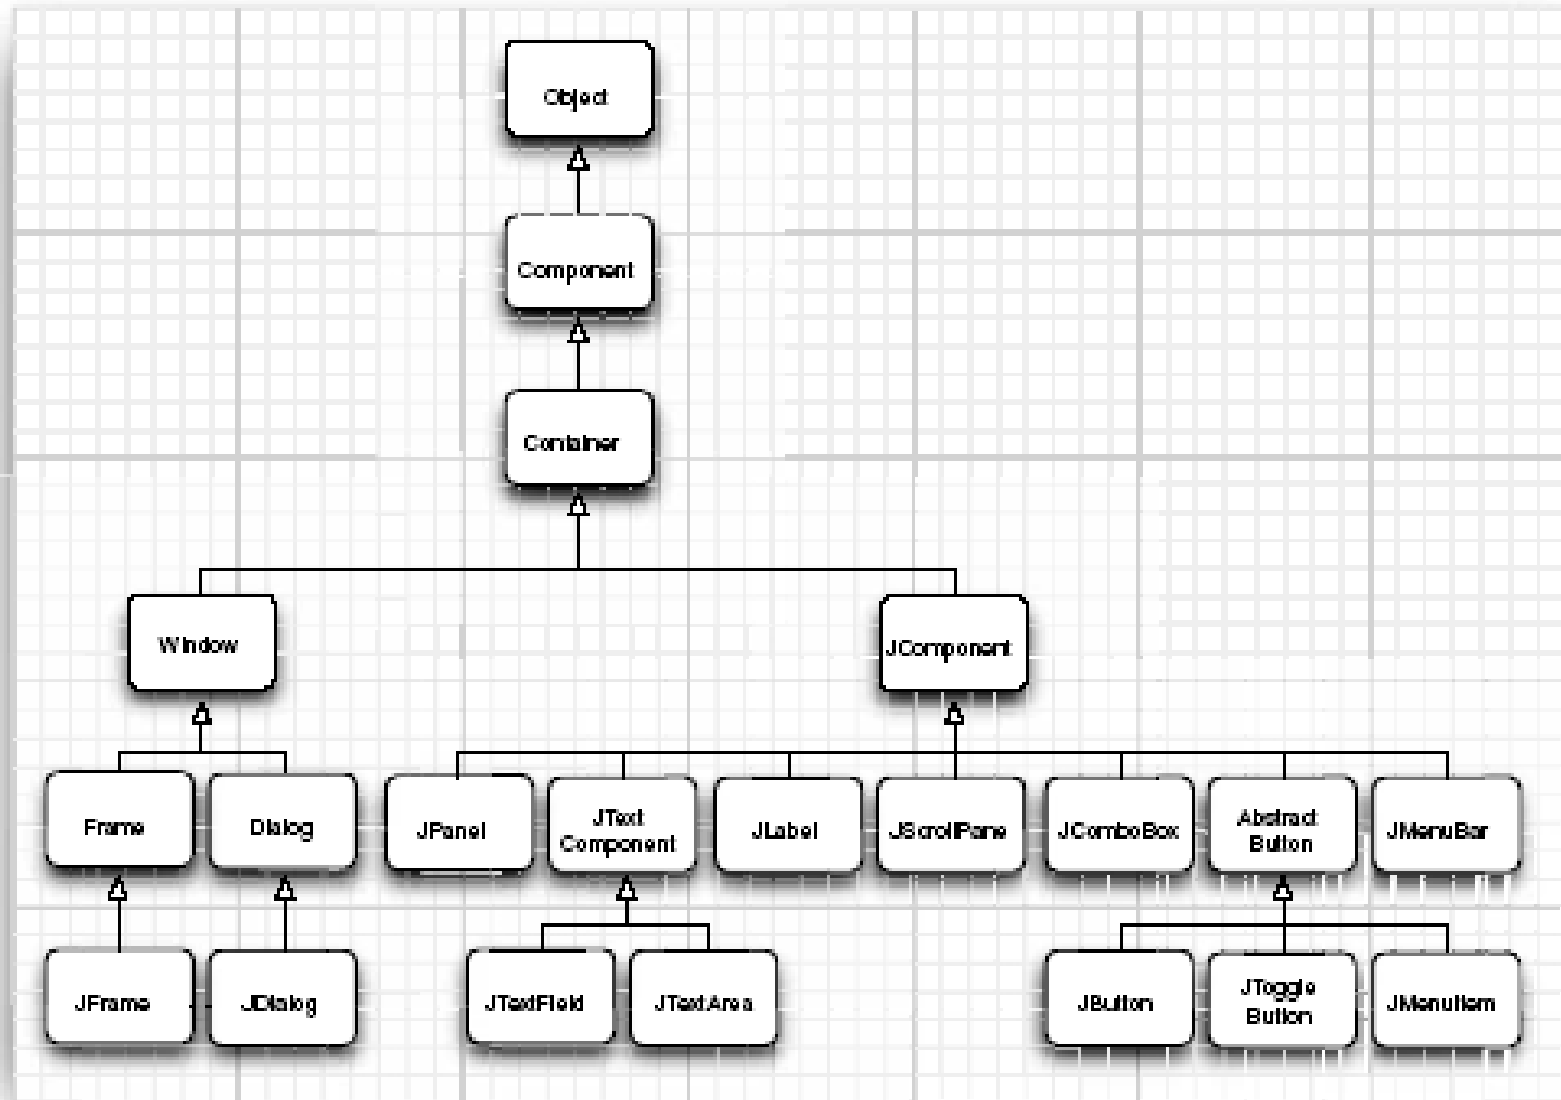 Object
Component
Container
Window
JComponent
Frame
Dialog
JPanel
JText
Component
JLabel
JScrollPane
JComboBox
Abstract
Button
JMenuBar
JFrame
JDialog
JTextField
JTextArea
JButton
JToggle
Button
JMenuItem